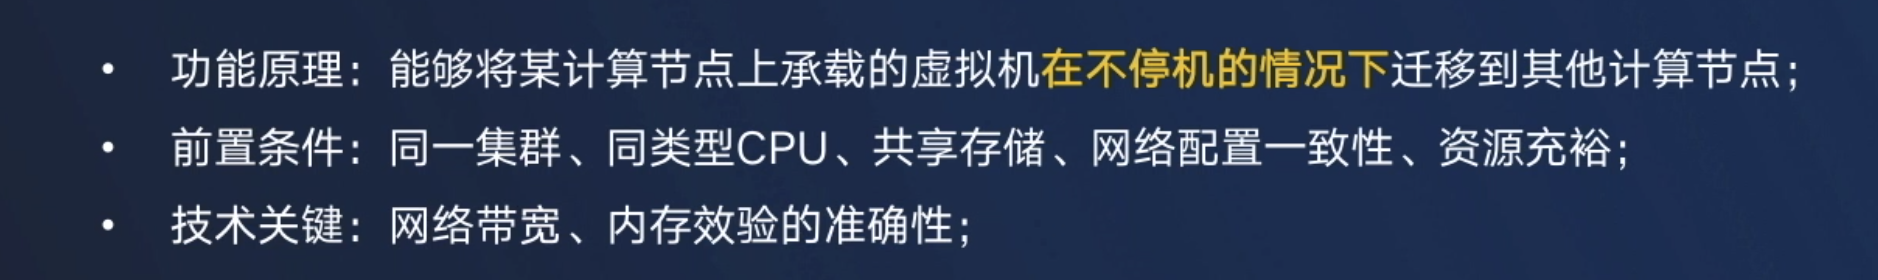 • 功能原理：能够将某计算节点上承载的虚拟机在不停机的情况下迁移到其他计算节点；
• 前置条件：同一集群、同类型CPU、共享存储、网络配置一致性、资源充裕；
• 技术关键：网络带宽、内存效验的准确性；